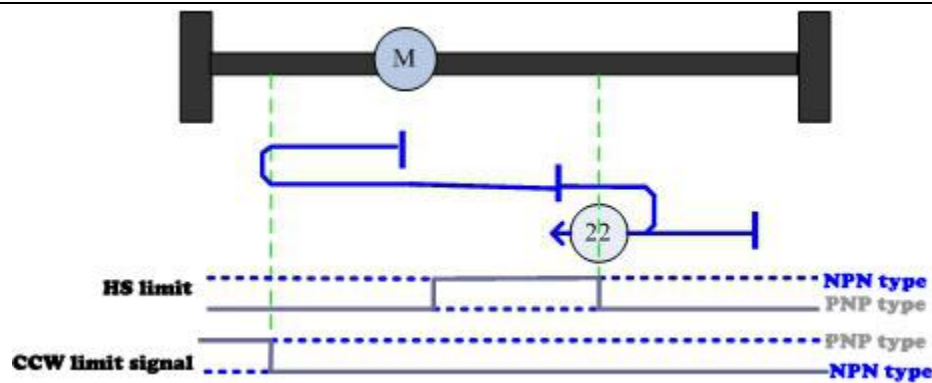 M
22
HS limit
NPN type
PNP type
CCW limit signal
PNP type
NPN type